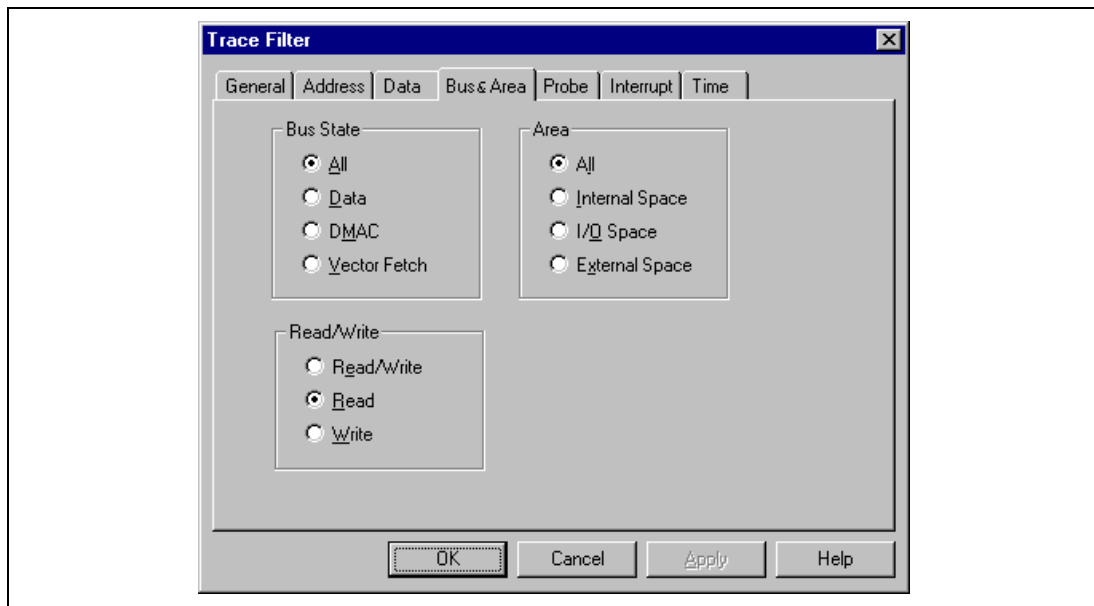 Trace Filter
General Address Data Bus&Area Probe Interrupt Time
Bus State
All
Data
DMAC
Vector Fetch
Area
All
Internal Space
I/O Space
External Space
Read/Write
Read/Write
Read
Write
OK Cancel Apply Help